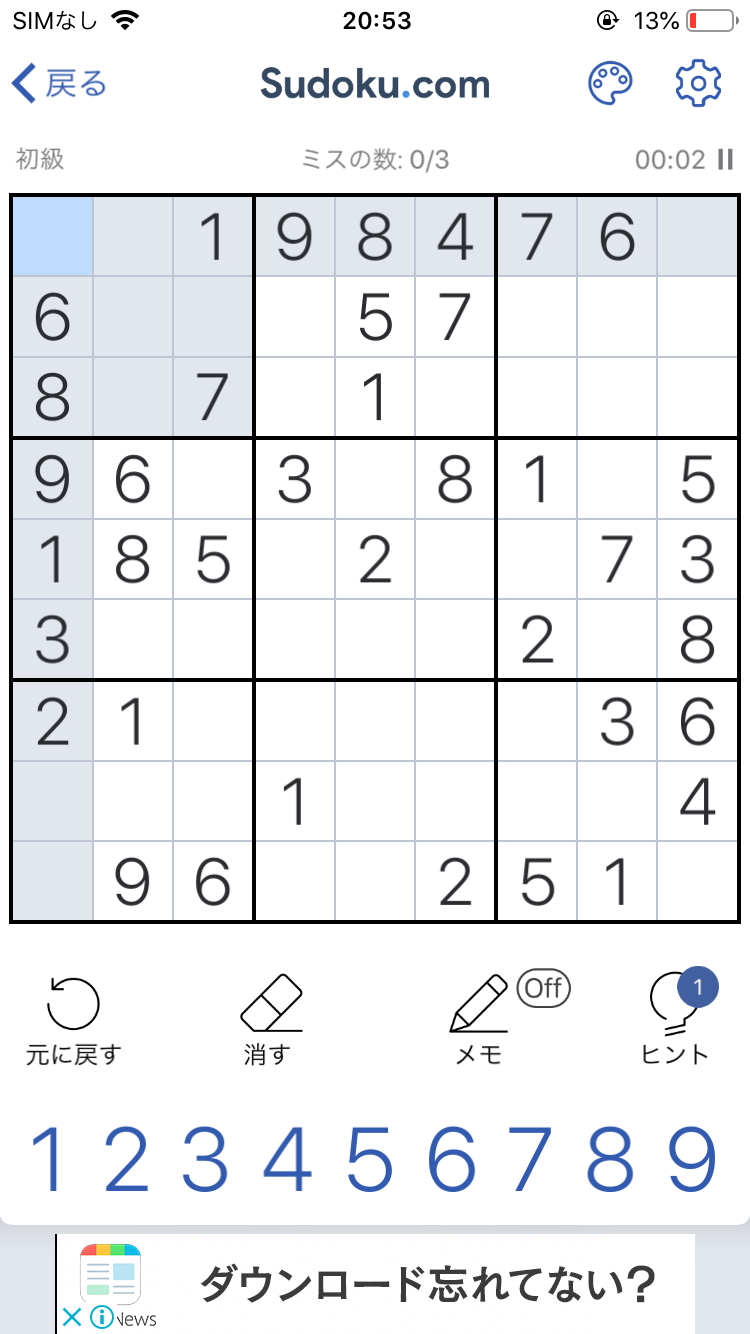 SIMなし 20:53 13%
戻る Sudoku.com
初級 ミスの数: 0/3 00:02
1 9 8 4 7 6
6 5 7
8 7 1
9 6 3 8 1 5
1 8 5 2 7 3
3 2 8
2 1 3 6
1 4
9 6 2 5 1
Off 1
元に戻す 消す メモ ヒント
1 2 3 4 5 6 7 8 9
ダウンロード忘れてない?
News